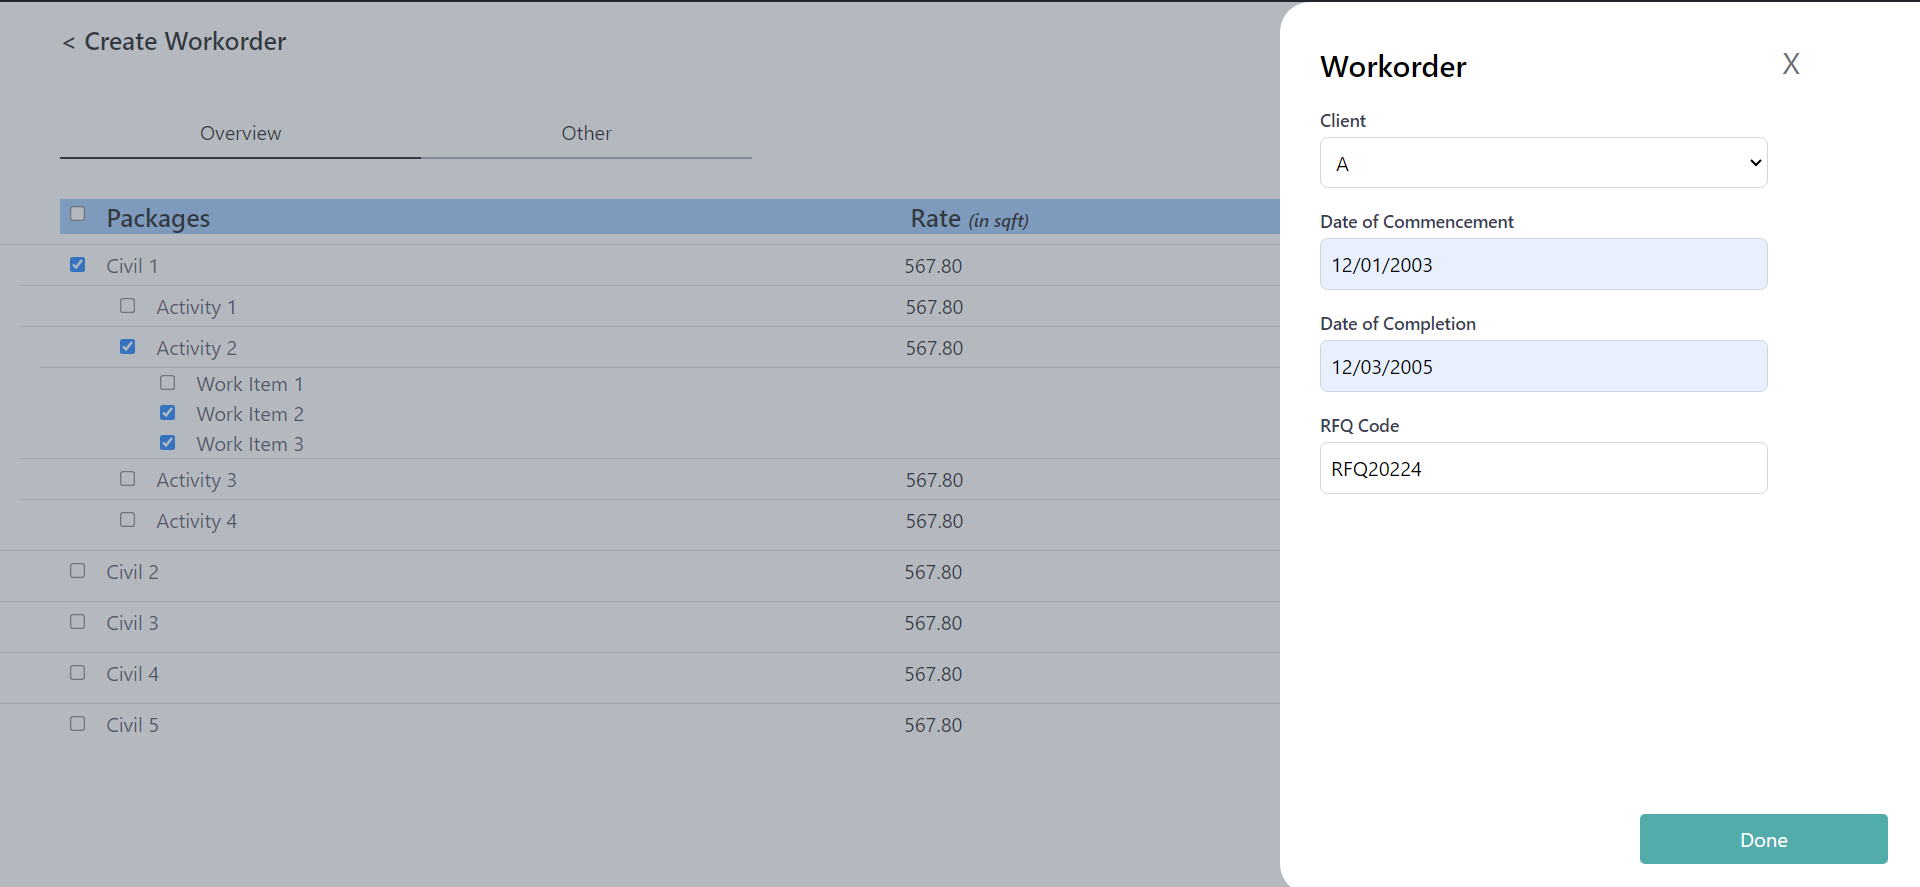 < Create Workorder
Overview Other
Packages Rate (in sqft)
Civil 1 567.80
Activity 1 567.80
Activity 2 567.80
Work Item 1
Work Item 2
Work Item 3
Activity 3 567.80
Activity 4 567.80
Civil 2 567.80
Civil 3 567.80
Civil 4 567.80
Civil 5 567.80
Workorder X
Client
A
Date of Commencement
12/01/2003
Date of Completion
12/03/2005
RFQ Code
RFQ20224
Done